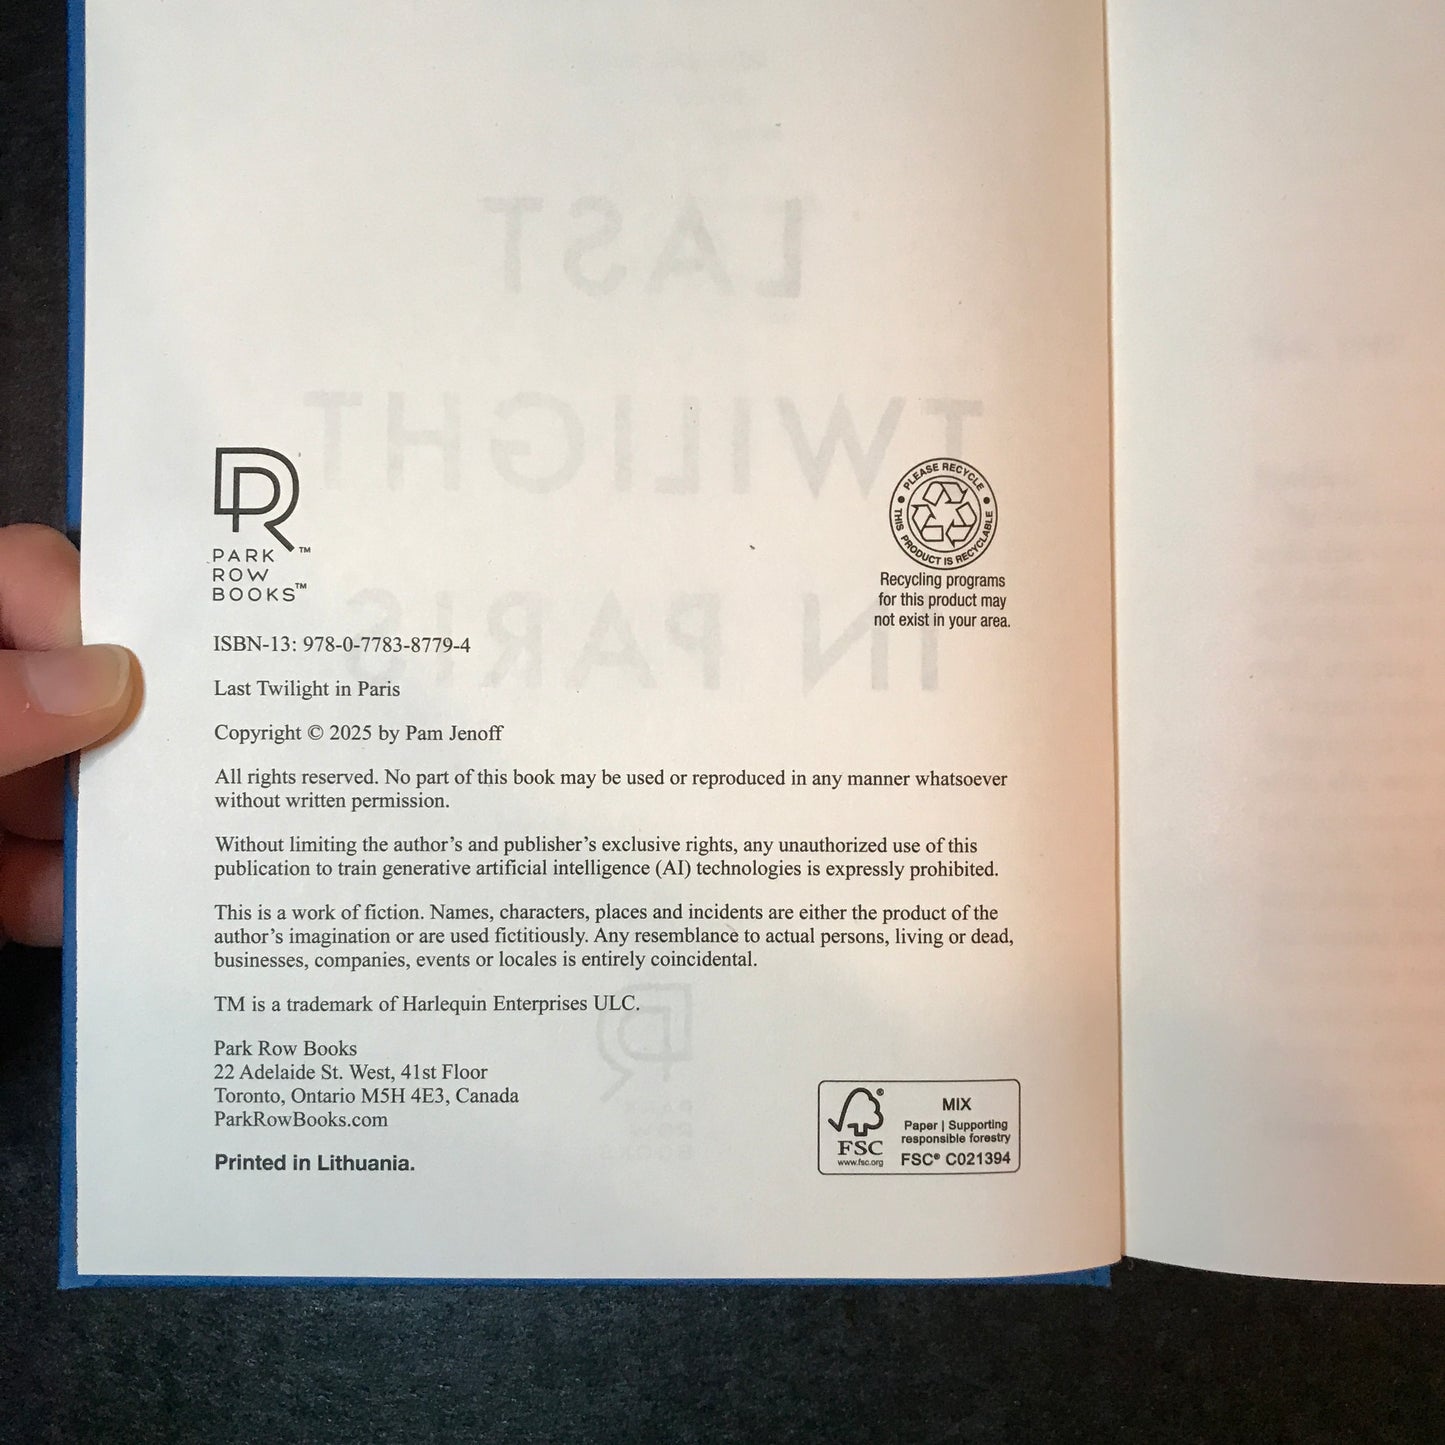 LAST
TWILIGHT
IN PARIS
PR™
PARK
ROW
BOOKS™
PLEASE RECYCLE
THIS PRODUCT IS RECYCLABLE
Recycling programs
for this product may
not exist in your area.
ISBN-13: 978-0-7783-8779-4
Last Twilight in Paris
Copyright © 2025 by Pam Jenoff
All rights reserved. No part of this book may be used or reproduced in any manner whatsoever
without written permission.
Without limiting the author’s and publisher’s exclusive rights, any unauthorized use of this
publication to train generative artificial intelligence (AI) technologies is expressly prohibited.
This is a work of fiction. Names, characters, places and incidents are either the product of the
author’s imagination or are used fictitiously. Any resemblance to actual persons, living or dead,
businesses, companies, events or locales is entirely coincidental.
TM is a trademark of Harlequin Enterprises ULC.
Park Row Books
22 Adelaide St. West, 41st Floor
Toronto, Ontario M5H 4E3, Canada
ParkRowBooks.com
Printed in Lithuania.
®
FSC
www.fsc.org
MIX
Paper | Supporting
responsible forestry
FSC® C021394